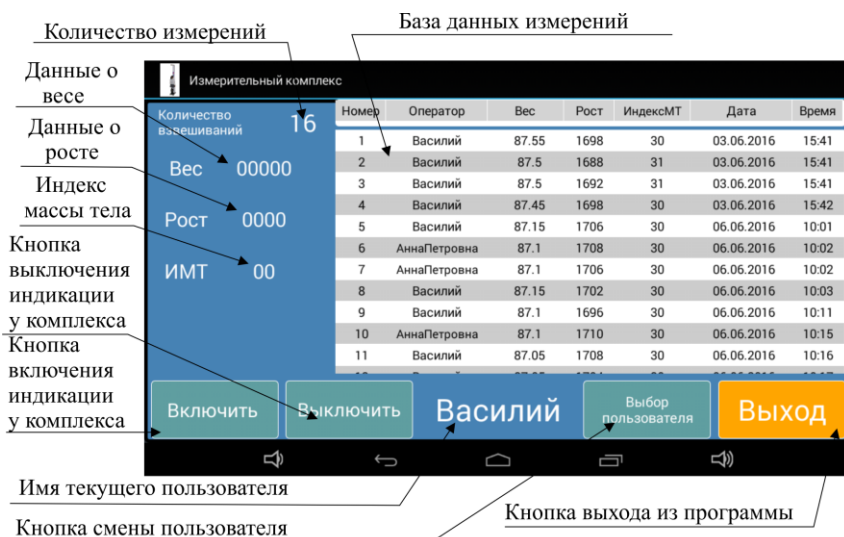 Количество измерений
База данных измерений
Данные о
весе
Данные о
росте
Индекс
массы тела
Кнопка
выключения
индикации
у комплекса
Кнопка
включения
индикации
у комплекса
Измерительный комплекс
Количество
взвешиваний 16
Вес 00000
Рост 0000
ИМТ 00
Номер Оператор Вес Рост ИндексМТ Дата Время
1 Василий 87.55 1698 30 03.06.2016 15:41
2 Василий 87.5 1688 31 03.06.2016 15:41
3 Василий 87.5 1692 31 03.06.2016 15:41
4 Василий 87.45 1698 30 03.06.2016 15:42
5 Василий 87.15 1706 30 06.06.2016 10:01
6 АннаПетровна 87.1 1708 30 06.06.2016 10:02
7 АннаПетровна 87.1 1706 30 06.06.2016 10:02
8 Василий 87.15 1702 30 06.06.2016 10:03
9 Василий 87.1 1696 30 06.06.2016 10:11
10 АннаПетровна 87.1 1710 30 06.06.2016 10:15
11 Василий 87.05 1708 30 06.06.2016 10:16
Включить
Выключить
Василий
Выбор
пользователя
Выход
Имя текущего пользователя
Кнопка выхода из программы
Кнопка смены пользователя